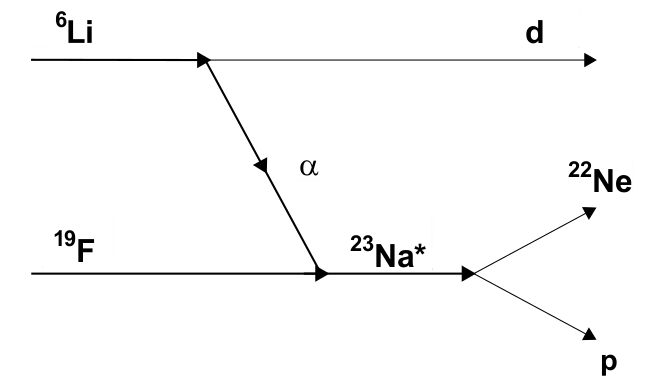 ⁶Li
d
α
²²Ne
¹⁹F
²³Na*
p